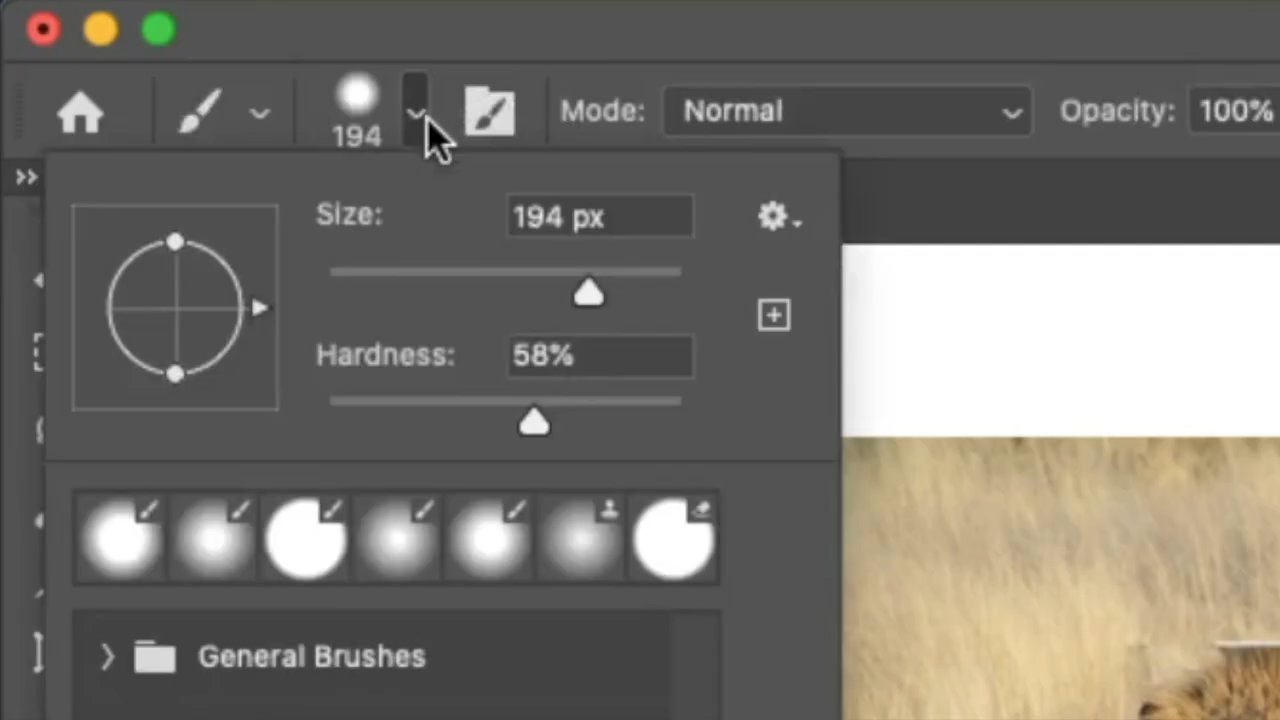 194
Mode: Normal Opacity: 100%
Size: 194 px
Hardness: 58%
General Brushes